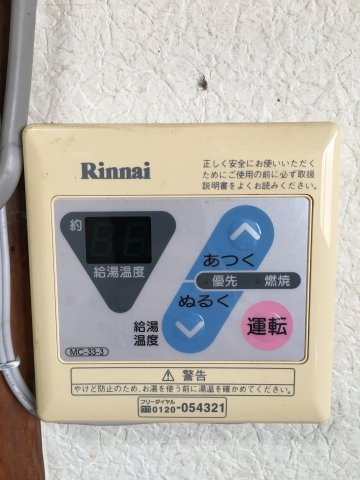 Rinnai
正しく安全にお使いいただく
ためにご使用の前に必ず取扱
説明書をよくお読みください。
約
給湯温度
あつく
優先 燃焼
ぬるく
給湯
温度
運転
MC-33-3
⚠ 警告
やけど防止のため、お湯を使う前に湯温を確かめてください。
フリーダイヤル
0120-054321